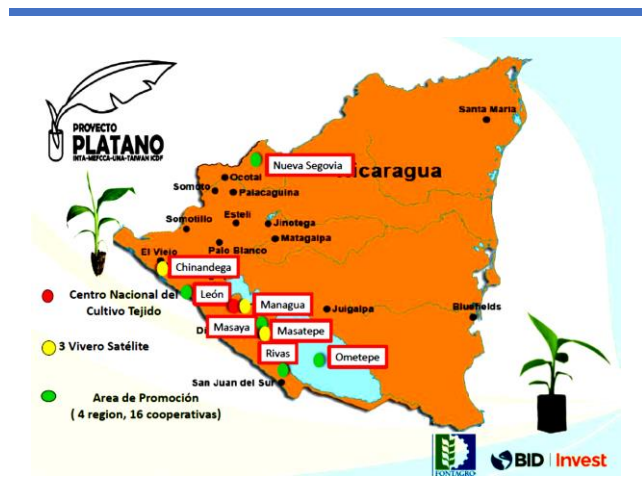 PROYECTO
PLATANO
INTA-MEFCCA-UNA-TAIWAN ICDF
Santa Maria
Nueva Segovia
Nicaragua
Ocotal
Somoto
Palacaguina
Somotillo
Esteli
Jinotega
Matagalpa
Palo Blanco
El Viejo
Chinandega
León
Managua
Juigalpa
Bluefields
Masaya
Masatepe
Rivas
Ometepe
San Juan del Sur
Centro Nacional del
Cultivo Tejido
3 Vivero Satélite
Area de Promoción
( 4 region, 16 cooperativas)
FONTAGRO
BID Invest